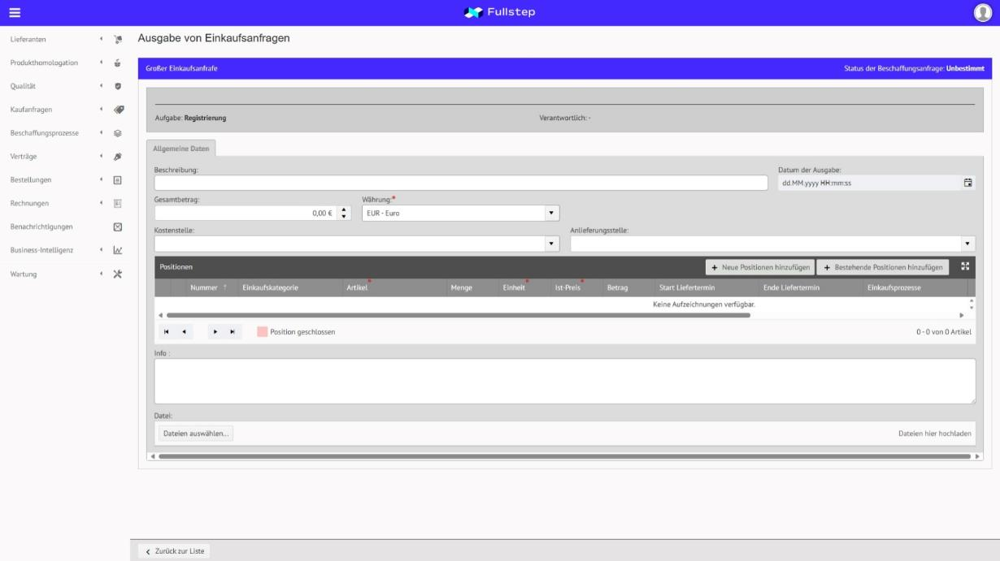 Fullstep
Lieferanten
Produkthomologation
Qualität
Kaufanfragen
Beschaffungsprozesse
Verträge
Bestellungen
Rechnungen
Benachrichtigungen
Business-Intelligenz
Wartung
Ausgabe von Einkaufsanfragen
Großer Einkaufsanfrafe Status der Beschaffungsanfrage: Unbestimmt
Aufgabe: Registrierung Verantwortlich: -
Allgemeine Daten
Beschreibung: Datum der Ausgabe:
dd.MM.yyyy HH:mm:ss
Gesamtbetrag: Währung:*
0,00 € EUR - Euro
Kostenstelle: Anlieferungsstelle:
Positionen + Neue Positionen hinzufügen + Bestehende Positionen hinzufügen
Nummer ↑ Einkaufskategorie Artikel* Menge Einheit* Ist-Preis* Betrag Start Liefertermin Ende Liefertermin Einkaufsprozesse
Keine Aufzeichnungen verfügbar.
Position geschlossen 0 - 0 von 0 Artikel
Info :
Datei:
Dateien auswählen... Dateien hier hochladen
Zurück zur Liste